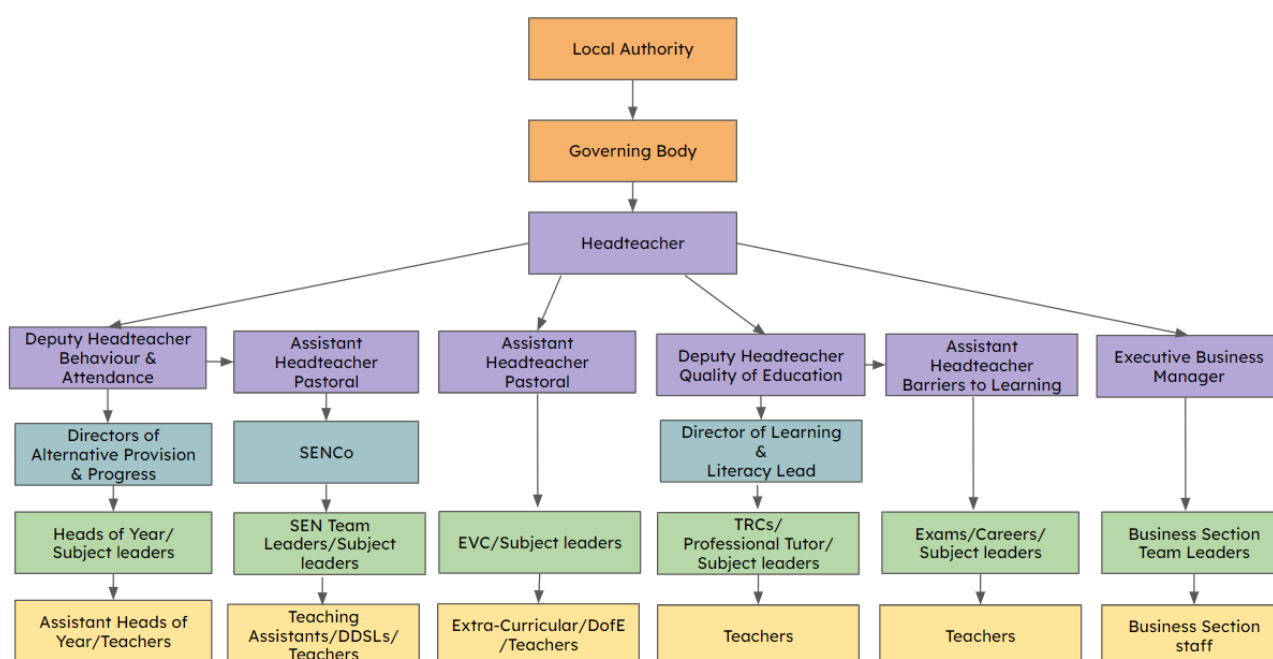 Local Authority
Governing Body
Headteacher
Deputy Headteacher
Behaviour &
Attendance
Assistant
Headteacher
Pastoral
Assistant
Headteacher
Pastoral
Deputy Headteacher
Quality of Education
Assistant
Headteacher
Barriers to Learning
Executive Business
Manager
Directors of
Alternative Provision
& Progress
SENCo
Director of Learning
&
Literacy Lead
Heads of Year/
Subject leaders
SEN Team
Leaders/Subject
leaders
EVC/Subject leaders
TRCs/
Professional Tutor/
Subject leaders
Exams/Careers/
Subject leaders
Business Section
Team Leaders
Assistant Heads of
Year/Teachers
Teaching
Assistants/DDSLs/
Teachers
Extra-Curricular/DofE
/Teachers
Teachers
Teachers
Business Section
staff